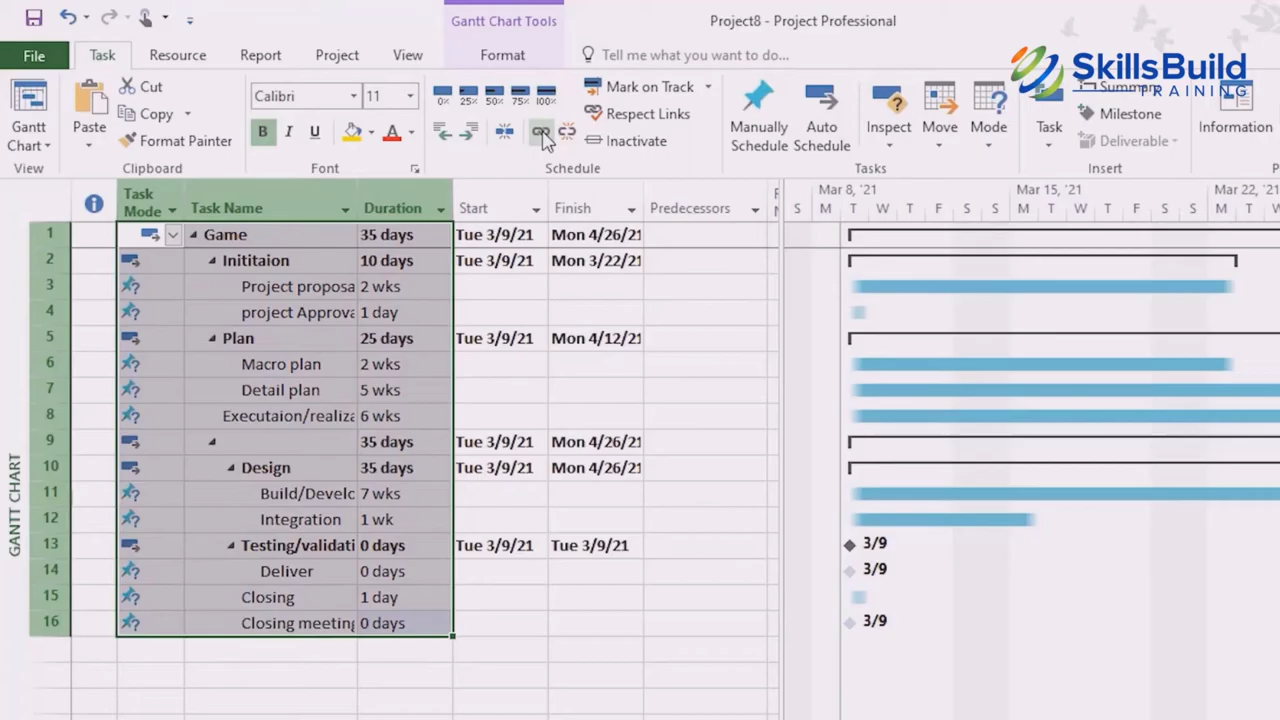 Gantt Chart Tools
Project8 - Project Professional
File Task Resource Report Project View Format Tell me what you want to do...
SkillsBuild
TRAINING
Gantt Chart
View
Paste
Cut
Copy
Format Painter
Clipboard
Calibri 11
B I U A
Font
0% 25% 50% 75% 100%
Mark on Track
Respect Links
Inactivate
Schedule
Manually Schedule
Auto Schedule
Inspect
Move
Mode
Tasks
Task
Summary
Milestone
Deliverable
Insert
Information
Task Mode Task Name Duration Start Finish Predecessors
Mar 8, '21 Mar 15, '21 Mar 22, '21
S M T W T F S S M T W T F S S M T W
1 Game 35 days Tue 3/9/21 Mon 4/26/21
2 Inititaion 10 days Tue 3/9/21 Mon 3/22/21
3 Project proposa 2 wks
4 project Approva 1 day
5 Plan 25 days Tue 3/9/21 Mon 4/12/21
6 Macro plan 2 wks
7 Detail plan 5 wks
8 Executaion/realiza 6 wks
9 35 days Tue 3/9/21 Mon 4/26/21
10 Design 35 days Tue 3/9/21 Mon 4/26/21
11 Build/Develo 7 wks
12 Integration 1 wk
13 Testing/validati 0 days Tue 3/9/21 Tue 3/9/21 3/9
14 Deliver 0 days 3/9
15 Closing 1 day
16 Closing meeting 0 days 3/9
GANTT CHART